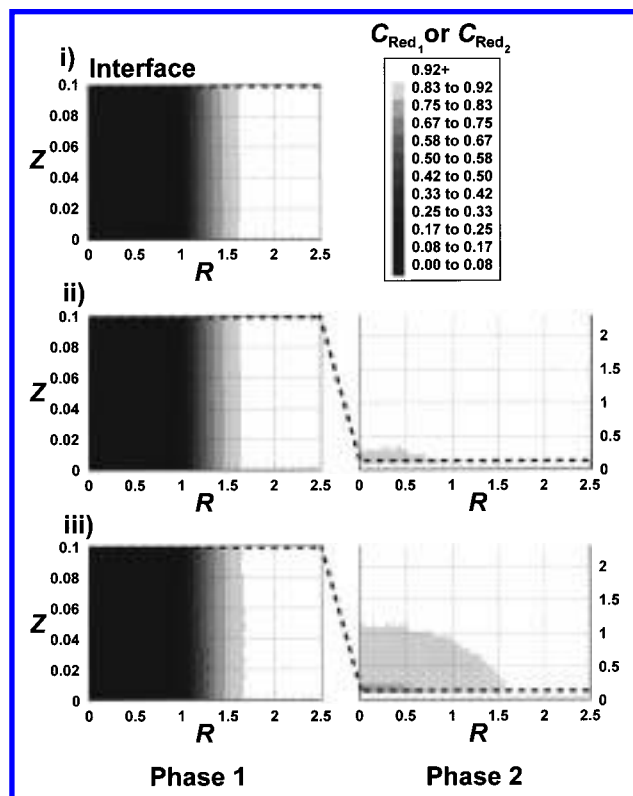 C_Red1 or C_Red2
0.92+
0.83 to 0.92
0.75 to 0.83
0.67 to 0.75
0.58 to 0.67
0.50 to 0.58
0.42 to 0.50
0.33 to 0.42
0.25 to 0.33
0.17 to 0.25
0.08 to 0.17
0.00 to 0.08
i) Interface
0.1
0.08
0.06
Z
0.04
0.02
0
0 0.5 1 1.5 2 2.5
R
ii)
0.1
0.08
0.06
Z
0.04
0.02
0
0 0.5 1 1.5 2 2.5
R
2
1.5
1
0.5
0
0 0.5 1 1.5 2 2.5
R
iii)
0.1
0.08
0.06
Z
0.04
0.02
0
0 0.5 1 1.5 2 2.5
R
2
1.5
1
0.5
0
0 0.5 1 1.5 2 2.5
R
Phase 1 Phase 2